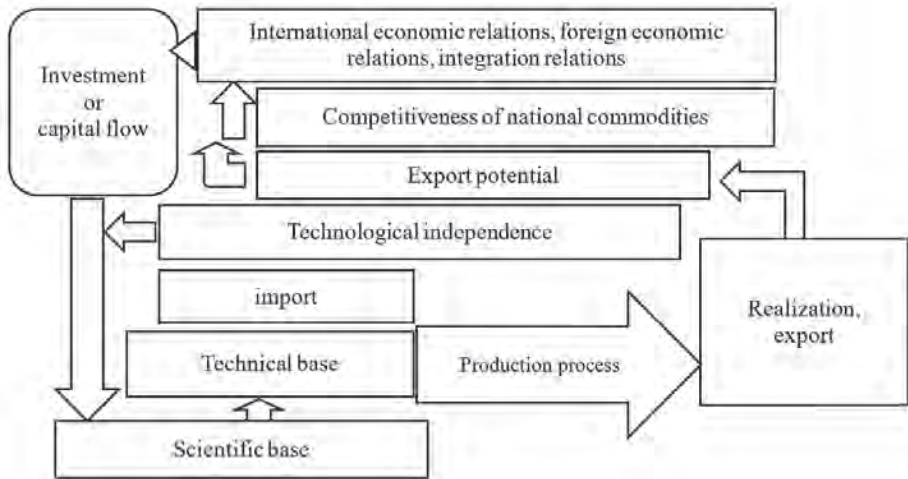 International economic relations, foreign economic
relations, integration relations
Investment
or
capital flow
Competitiveness of national commodities
Export potential
Technological independence
import
Realization,
export
Technical base
Production process
Scientific base